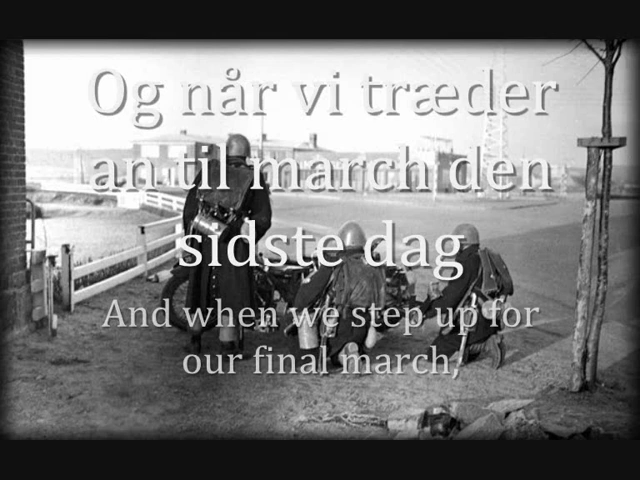 Og når vi træder
an til march den
sidste dag
And when we step up for
our final march,